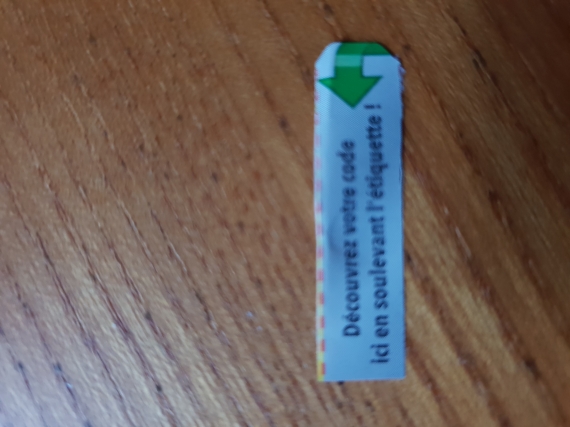 Découvrez votre code
ici en soulevant l'étiquette !